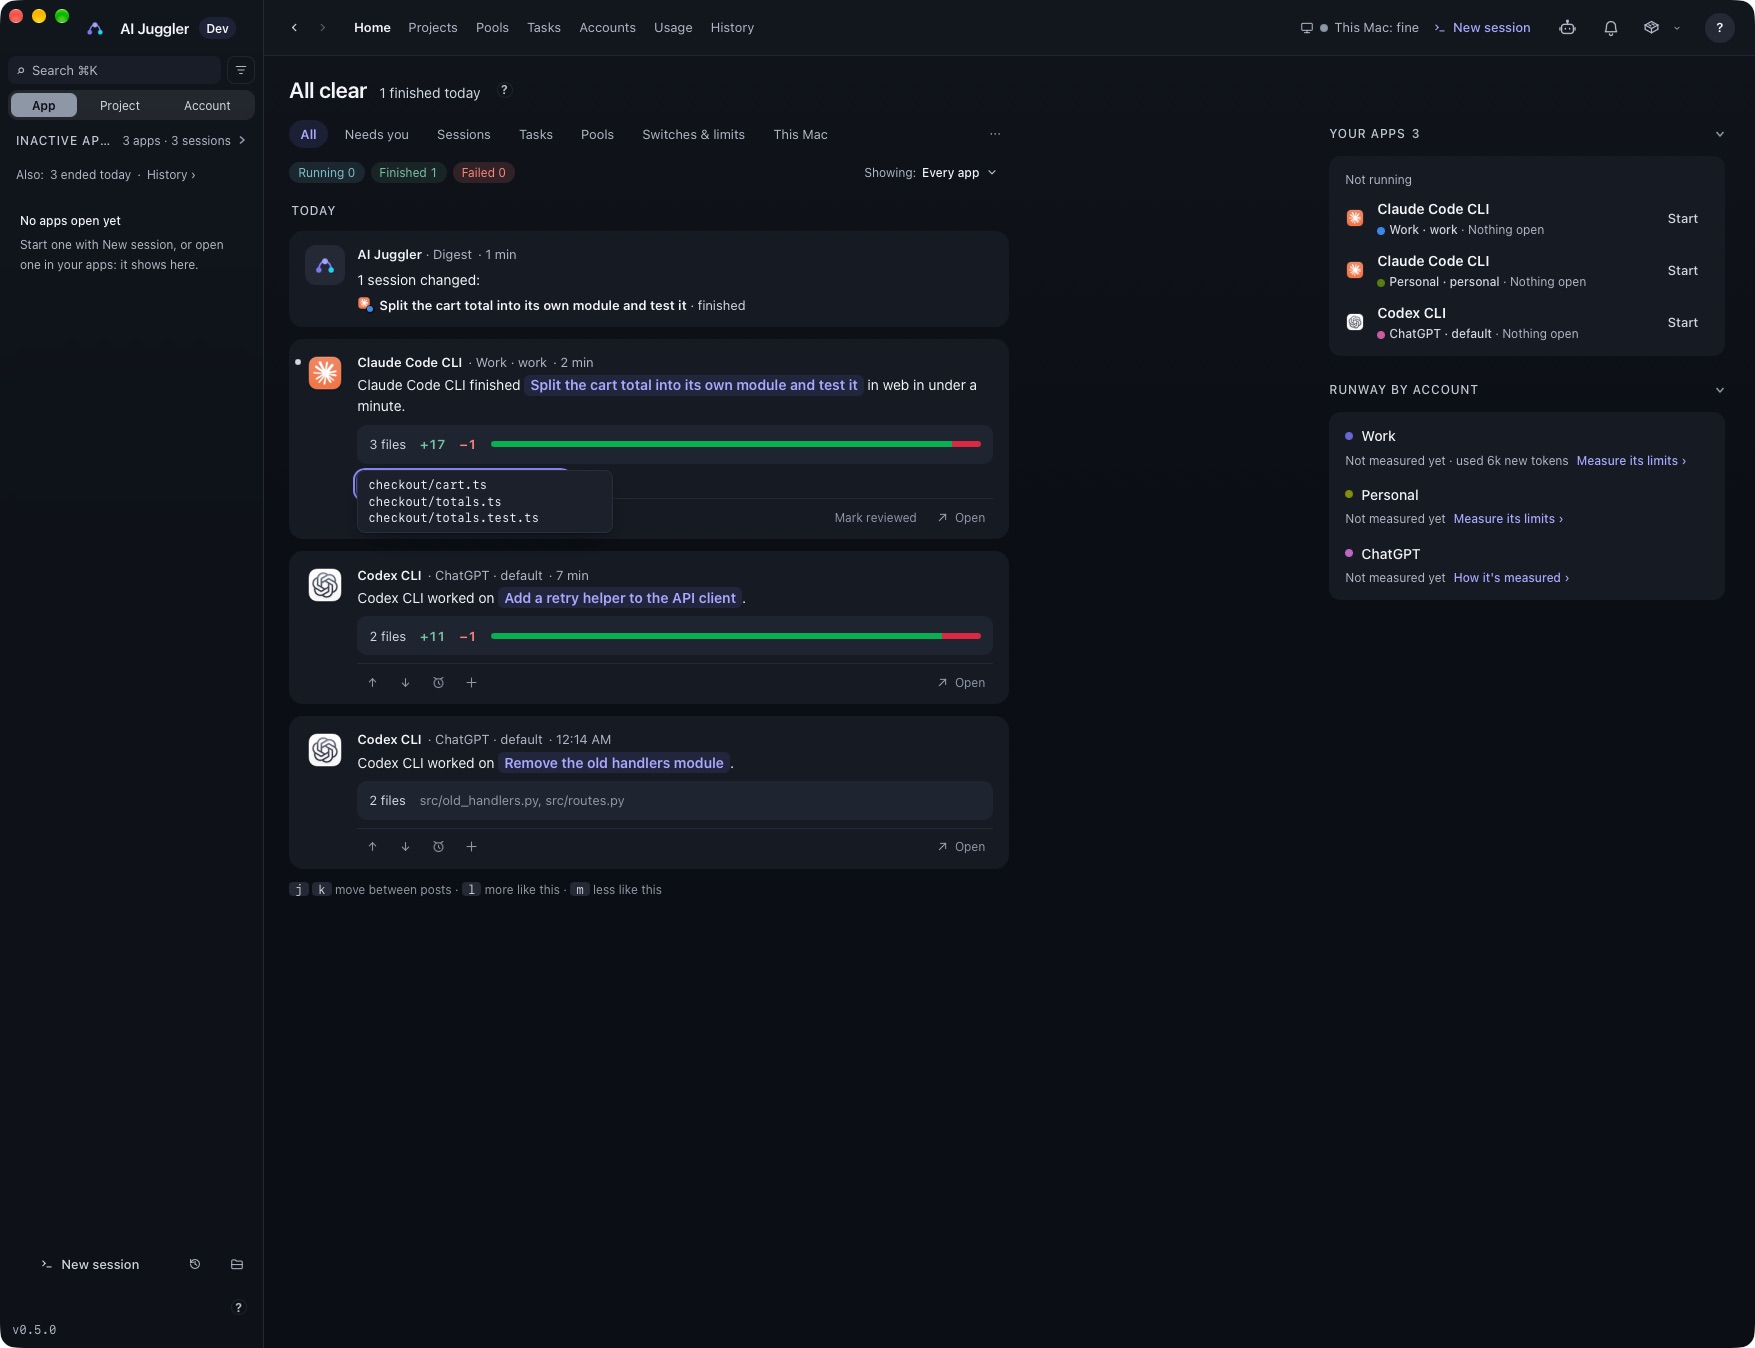 AI Juggler Dev
Search ⌘K
App Project Account
INACTIVE AP... 3 apps · 3 sessions
Also: 3 ended today · History ›
No apps open yet
Start one with New session, or open
one in your apps: it shows here.
New session
?
v0.5.0
Home Projects Pools Tasks Accounts Usage History
This Mac: fine New session ?
All clear 1 finished today ?
All Needs you Sessions Tasks Pools Switches & limits This Mac ...
Running 0 Finished 1 Failed 0 Showing: Every app
TODAY
AI Juggler · Digest · 1 min
1 session changed:
Split the cart total into its own module and test it · finished
Claude Code CLI · Work · work · 2 min
Claude Code CLI finished Split the cart total into its own module and test it in web in under a
minute.
3 files +17 −1
checkout/cart.ts
checkout/totals.ts
checkout/totals.test.ts
Mark reviewed Open
Codex CLI · ChatGPT · default · 7 min
Codex CLI worked on Add a retry helper to the API client .
2 files +11 −1
Open
Codex CLI · ChatGPT · default · 12:14 AM
Codex CLI worked on Remove the old handlers module .
2 files src/old_handlers.py, src/routes.py
Open
j k move between posts · l more like this · m less like this
YOUR APPS 3
Not running
Claude Code CLI
Work · work · Nothing open
Start
Claude Code CLI
Personal · personal · Nothing open
Start
Codex CLI
ChatGPT · default · Nothing open
Start
RUNWAY BY ACCOUNT
Work
Not measured yet · used 6k new tokens Measure its limits ›
Personal
Not measured yet Measure its limits ›
ChatGPT
Not measured yet How it's measured ›